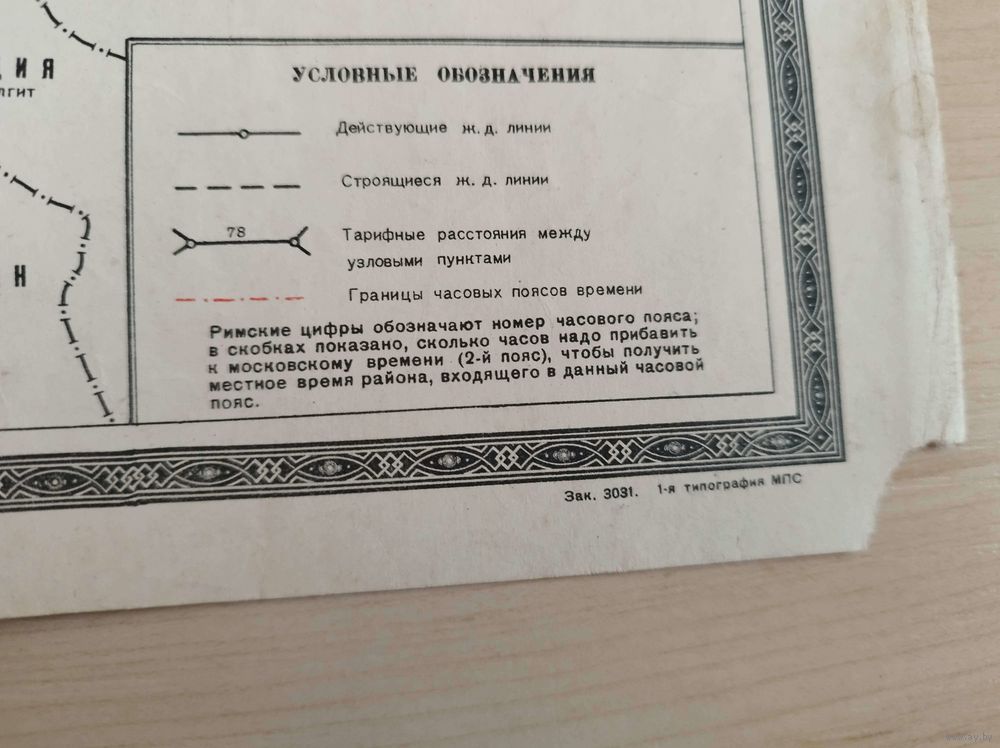 ДИЯ
лгит
Н
УСЛОВНЫЕ ОБОЗНАЧЕНИЯ
Действующие ж. д. линии
Строящиеся ж. д. линии
78
Тарифные расстояния между
узловыми пунктами
Границы часовых поясов времени
Римские цифры обозначают номер часового пояса;
в скобках показано, сколько часов надо прибавить
к московскому времени (2-й пояс), чтобы получить
местное время района, входящего в данный часовой
пояс.
Зак. 3031. 1-я типография МПС